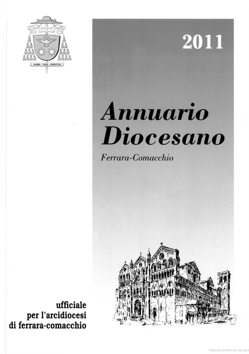 2011
Annuario
Diocesano
Ferrara-Comacchio
ufficiale
per l'arcidiocesi
di ferrara-comacchio